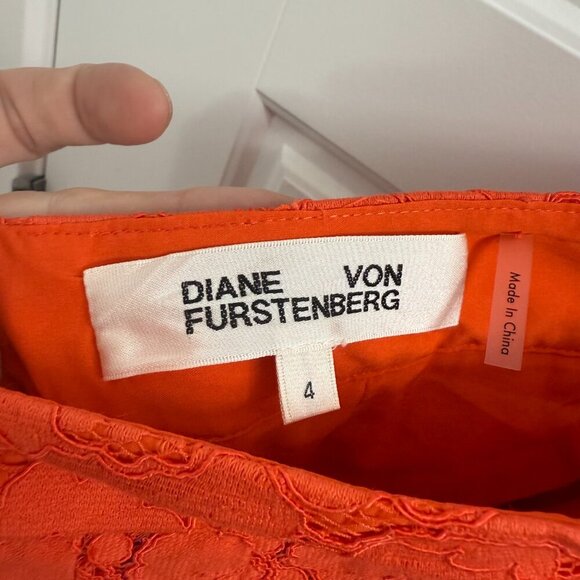 DIANE VON
FURSTENBERG
4
Made In China